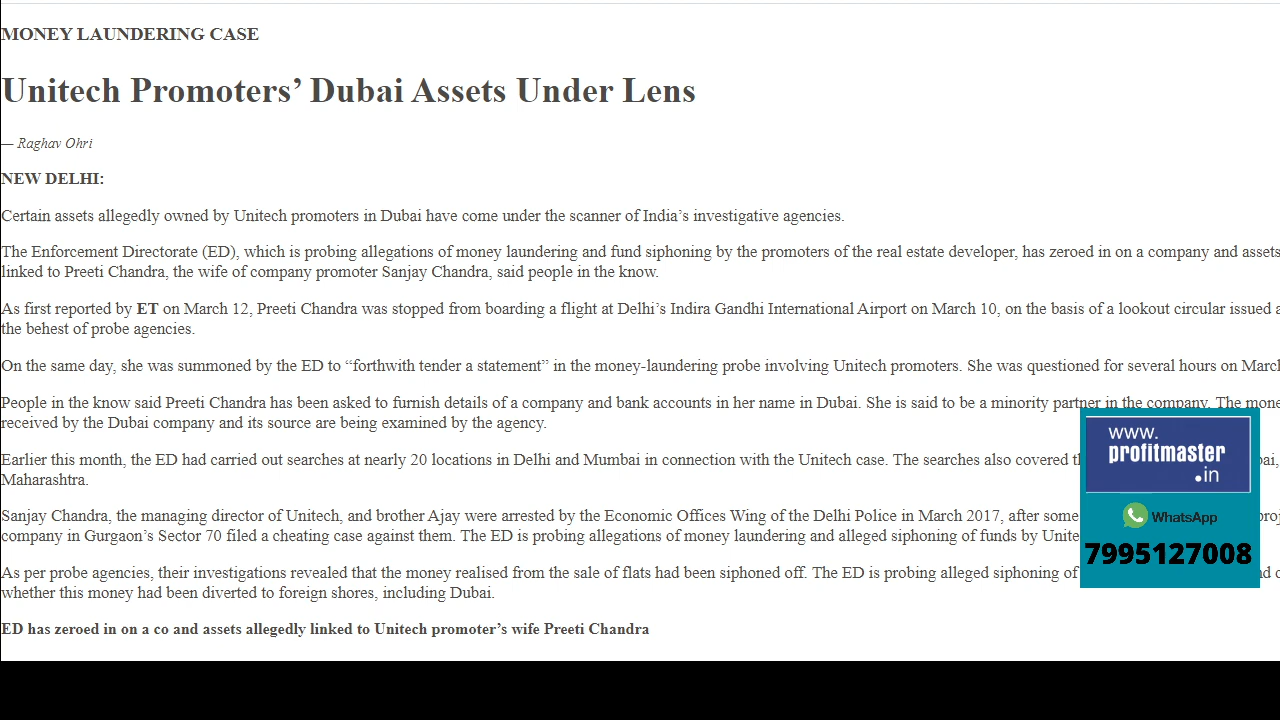 MONEY LAUNDERING CASE
Unitech Promoters’ Dubai Assets Under Lens
— Raghav Ohri
NEW DELHI:
Certain assets allegedly owned by Unitech promoters in Dubai have come under the scanner of India’s investigative agencies.
The Enforcement Directorate (ED), which is probing allegations of money laundering and fund siphoning by the promoters of the real estate developer, has zeroed in on a company and assets
linked to Preeti Chandra, the wife of company promoter Sanjay Chandra, said people in the know.
As first reported by ET on March 12, Preeti Chandra was stopped from boarding a flight at Delhi’s Indira Gandhi International Airport on March 10, on the basis of a lookout circular issued
the behest of probe agencies.
On the same day, she was summoned by the ED to “forthwith tender a statement” in the money-laundering probe involving Unitech promoters. She was questioned for several hours on
People in the know said Preeti Chandra has been asked to furnish details of a company and bank accounts in her name in Dubai. She is said to be a minority partner in the company. The
received by the Dubai company and its source are being examined by the agency.
Earlier this month, the ED had carried out searches at nearly 20 locations in Delhi and Mumbai in connection with the Unitech case. The searches also covered
Maharashtra.
Sanjay Chandra, the managing director of Unitech, and brother Ajay were arrested by the Economic Offices Wing of the Delhi Police in March 2017, after some
company in Gurgaon’s Sector 70 filed a cheating case against them. The ED is probing allegations of money laundering and alleged siphoning of funds by
As per probe agencies, their investigations revealed that the money realised from the sale of flats had been siphoned off. The ED is probing alleged siphoning of
whether this money had been diverted to foreign shores, including Dubai.
ED has zeroed in on a co and assets allegedly linked to Unitech promoter’s wife Preeti Chandra
www.
profitmaster
.in
WhatsApp
7995127008